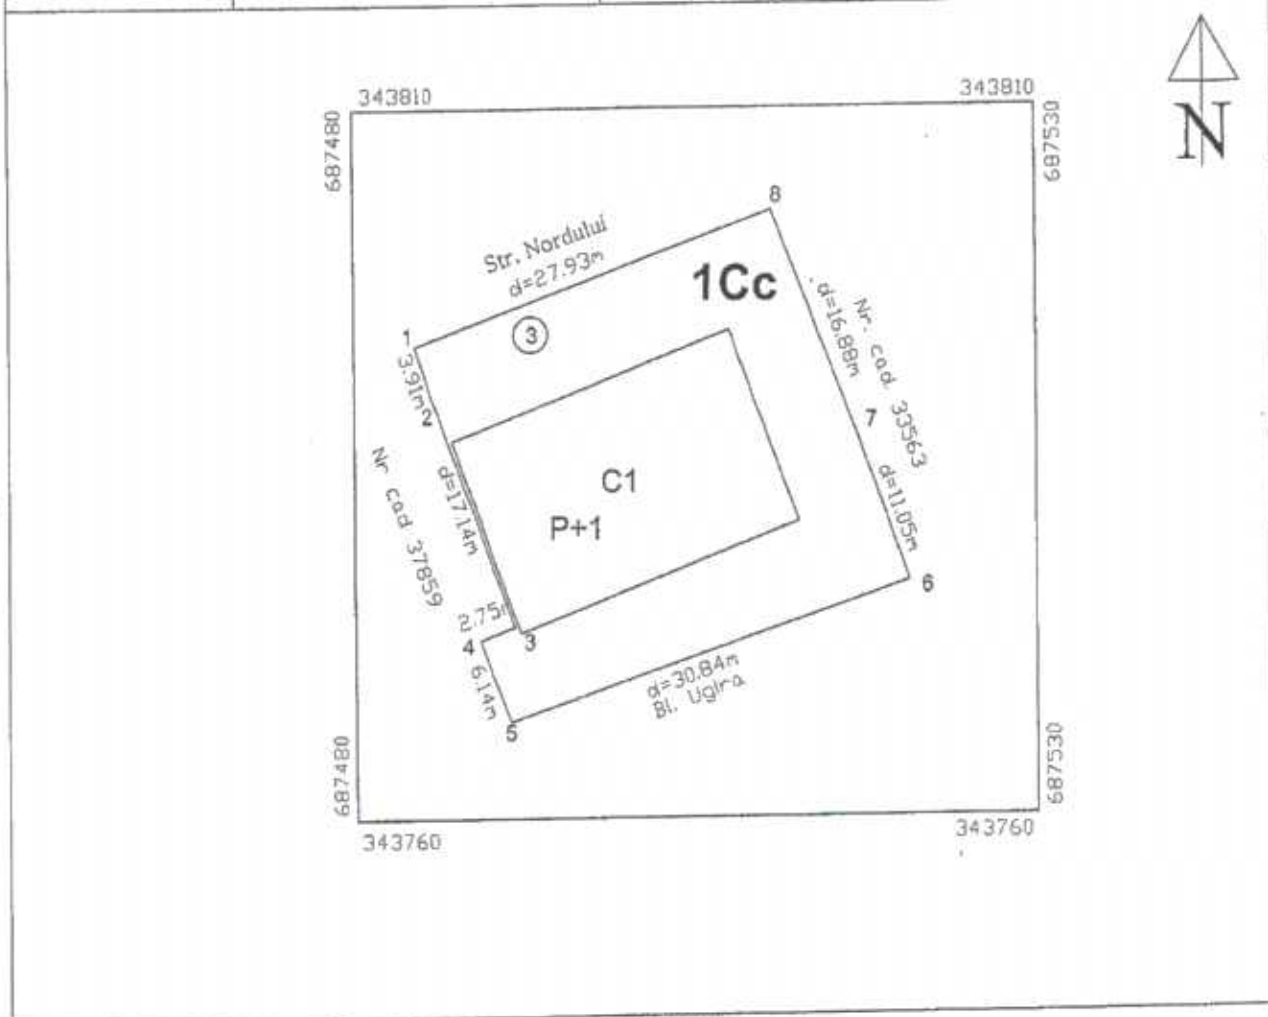 343810
343810
687480
687530
N
8
Str. Nordului
d=27.93m
1Cc
1
3
3.91m
2
d=16.88m
Nr. cad 33563
7
Nr cad 37859
d=17.14m
C1
P+1
d=11.05m
6
2.75
4
3
6.14m
5
d=30.84m
Bl. Ugira
687480
687530
343760
343760